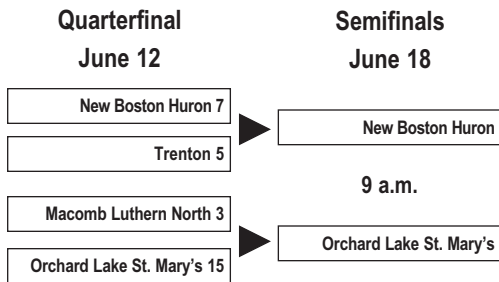 Quarterfinal
June 12
Semifinals
June 18
New Boston Huron 7
Trenton 5
New Boston Huron
9 a.m.
Macomb Luthern North 3
Orchard Lake St. Mary's 15
Orchard Lake St. Mary's